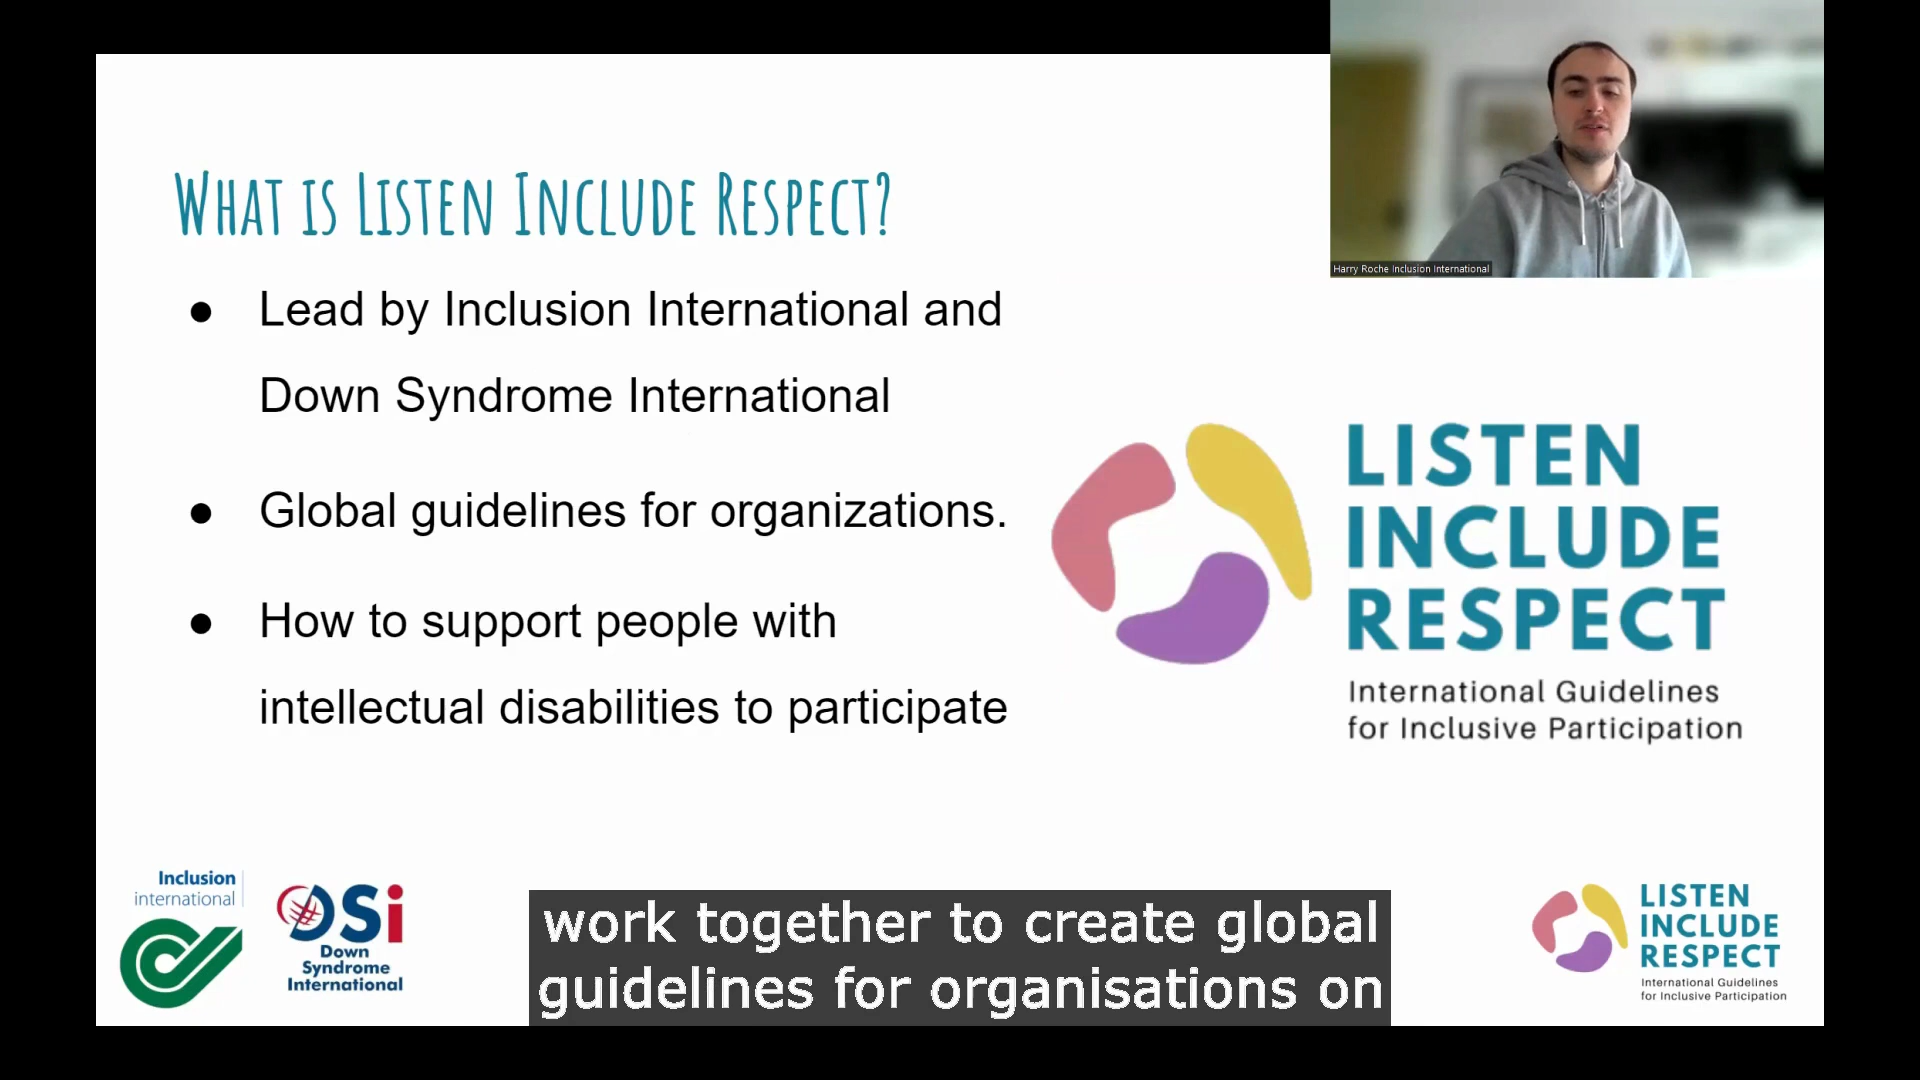 What is Listen Include Respect?
● Lead by Inclusion International and
Down Syndrome International
● Global guidelines for organizations.
● How to support people with
intellectual disabilities to participate
Harry Roche Inclusion International
LISTEN
INCLUDE
RESPECT
International Guidelines
for Inclusive Participation
Inclusion
international
DSi
Down
Syndrome
International
work together to create global
guidelines for organisations on
LISTEN
INCLUDE
RESPECT
International Guidelines
for Inclusive Participation